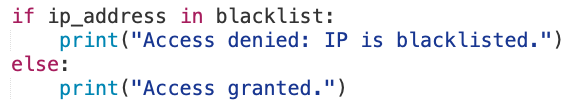 if ip_address in blacklist:
    print("Access denied: IP is blacklisted.")
else:
    print("Access granted.")